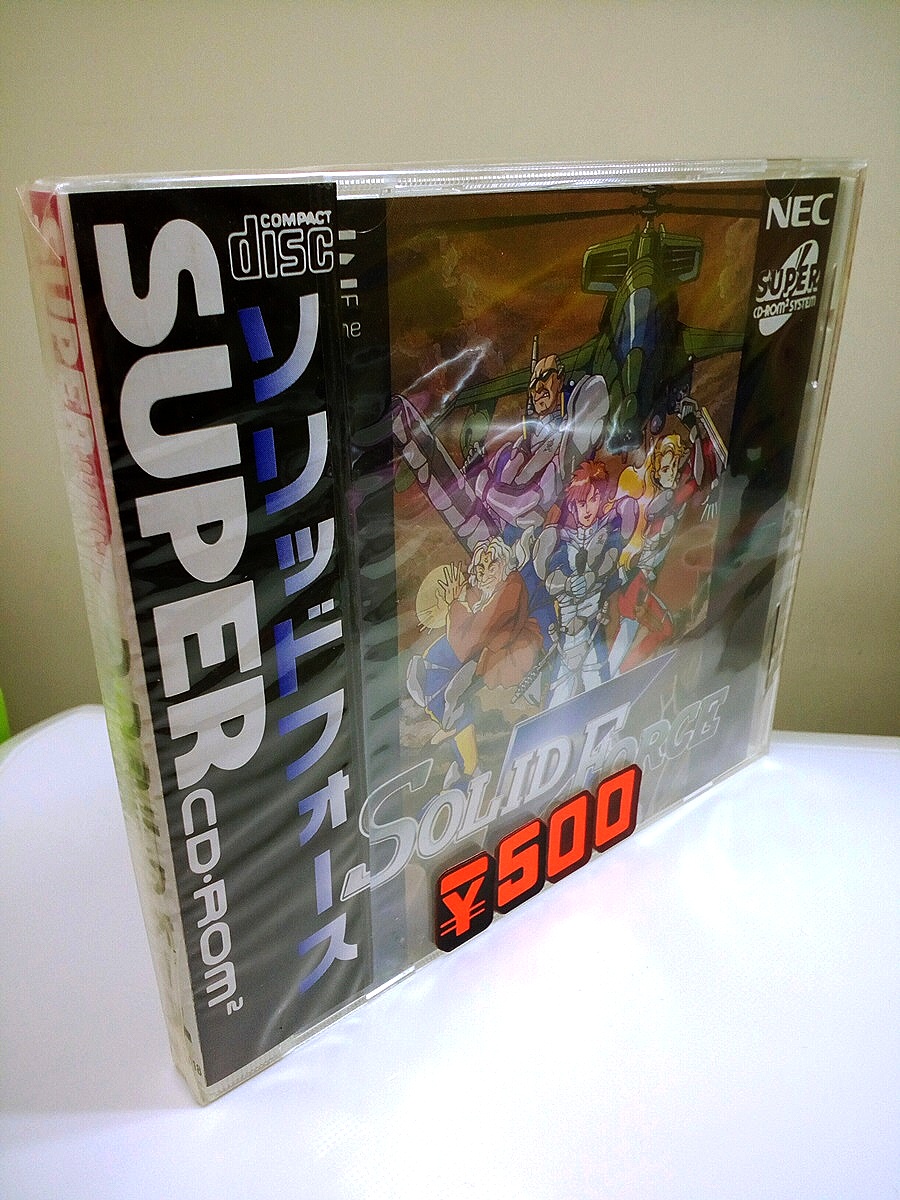 SUPER CD-ROM²
COMPACT
disc
ソリッドフォース
NEC
SUPER
CD-ROM² SYSTEM
SOLID FORCE
¥500
SUPER